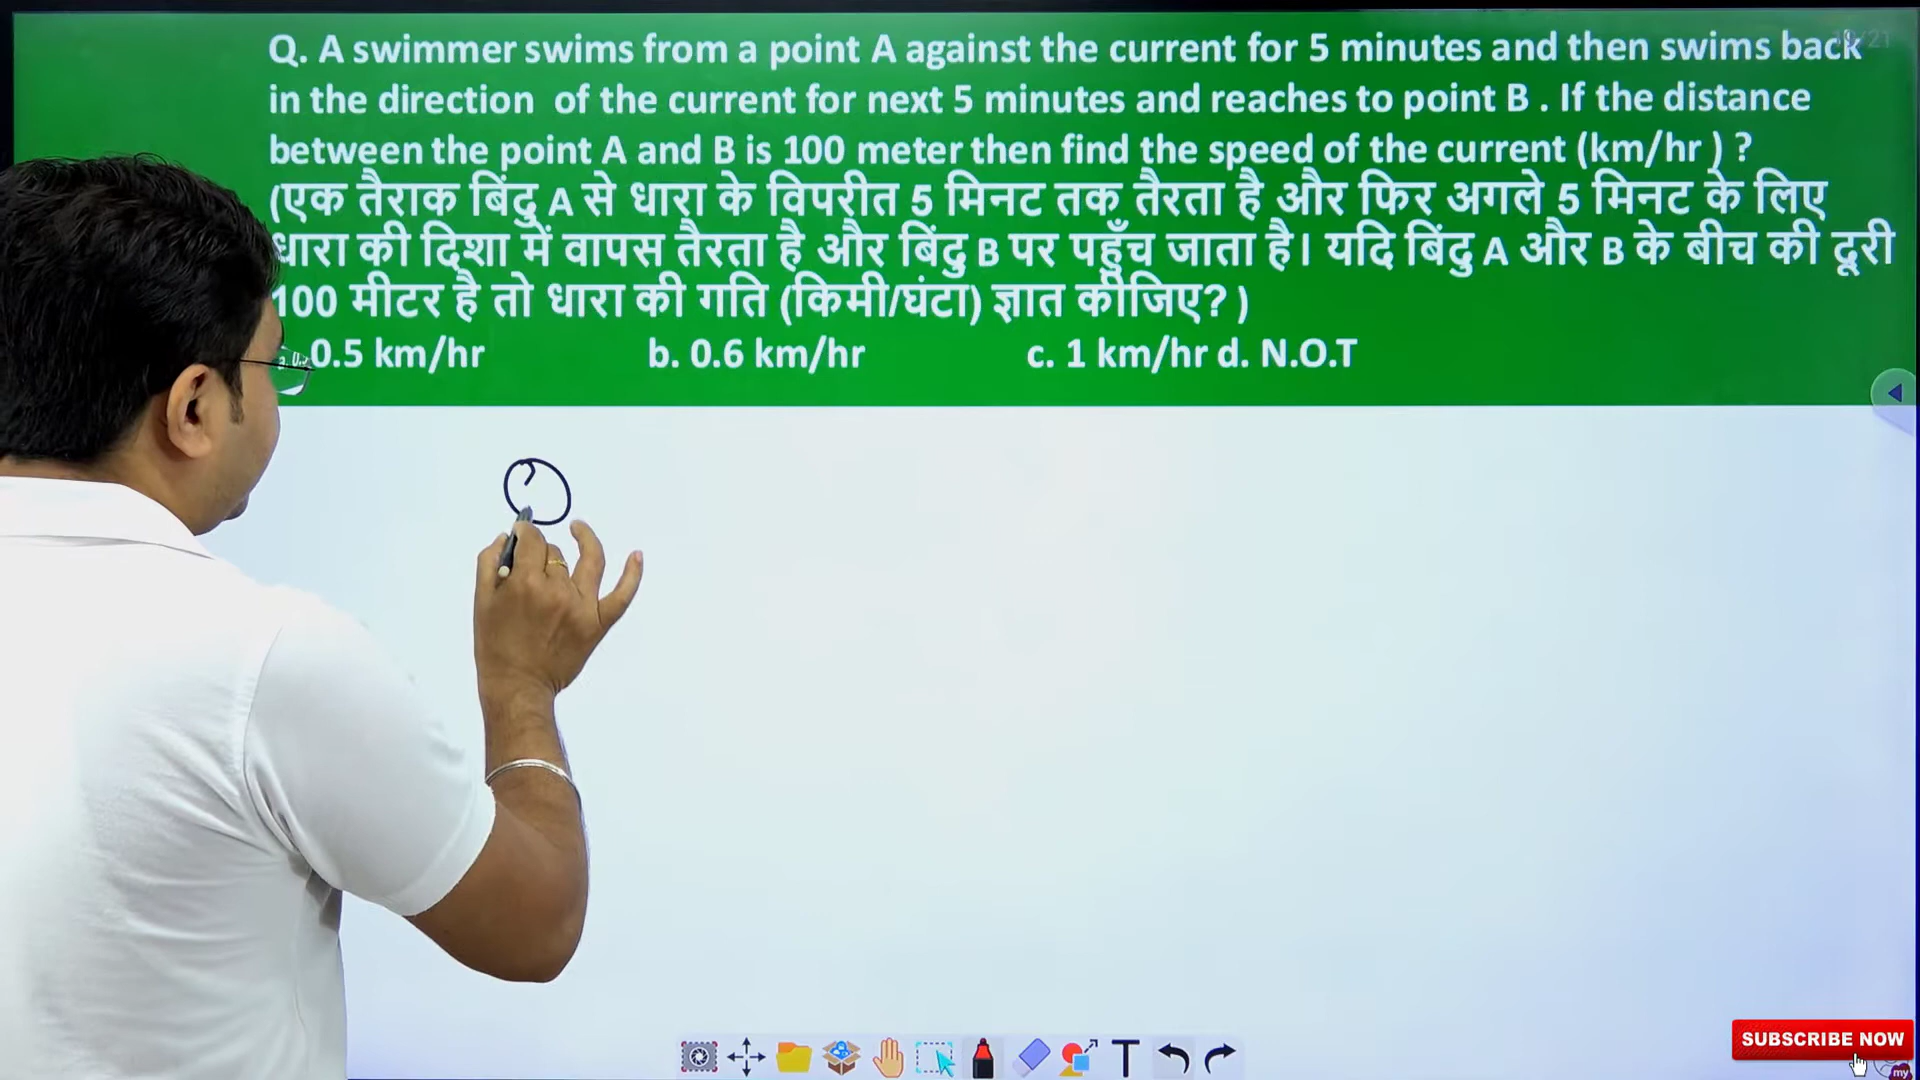 Q. A swimmer swims from a point A against the current for 5 minutes and then swims back
in the direction of the current for next 5 minutes and reaches to point B . If the distance
between the point A and B is 100 meter then find the speed of the current (km/hr ) ?
(एक तैराक बिंदु A से धारा के विपरीत 5 मिनट तक तैरता है और फिर अगले 5 मिनट के लिए
धारा की दिशा में वापस तैरता है और बिंदु B पर पहुँच जाता है। यदि बिंदु A और B के बीच की दूरी
100 मीटर है तो धारा की गति (किमी/घंटा) ज्ञात कीजिए? )
0.5 km/hr b. 0.6 km/hr c. 1 km/hr d. N.O.T
T
SUBSCRIBE NOW
my